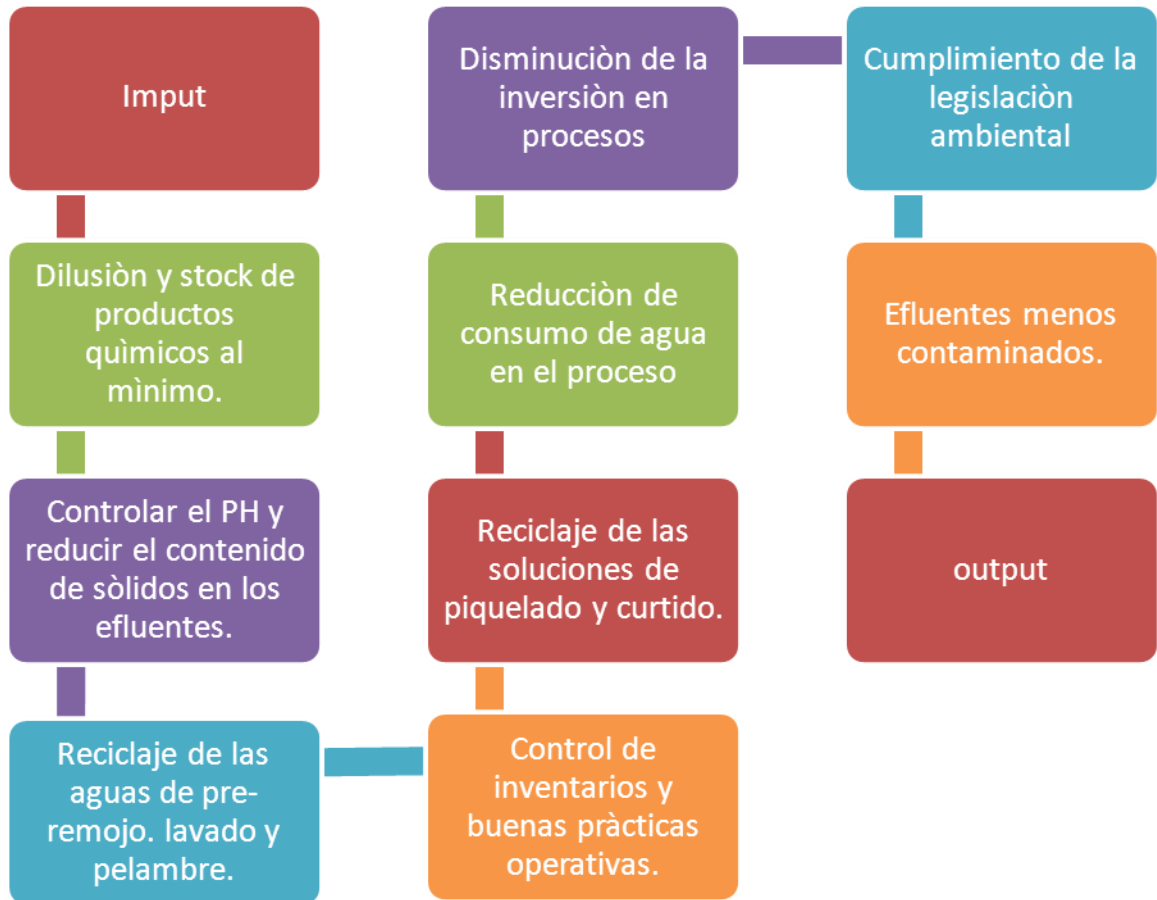 Imput
Dilusiòn y stock de
productos
quìmicos al
mìnimo.
Controlar el PH y
reducir el contenido
de sòlidos en los
efluentes.
Reciclaje de las
aguas de pre-
remojo. lavado y
pelambre.
Control de
inventarios y
buenas pràcticas
operativas.
Reciclaje de las
soluciones de
piquelado y curtido.
Reducciòn de
consumo de agua
en el proceso
Disminuciòn de la
inversiòn en
procesos
Cumplimiento de la
legislaciòn
ambiental
Efluentes menos
contaminados.
output